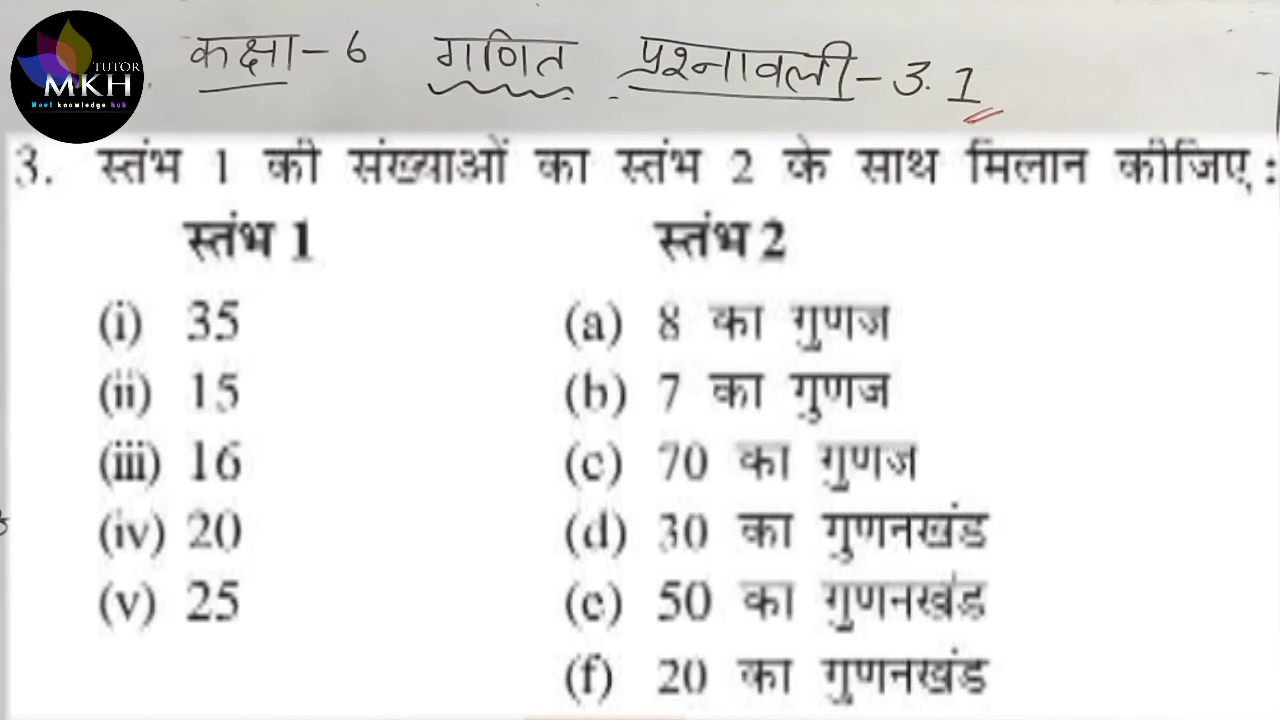 TUTOR
MKH
Meet knowledge hub
कक्षा-6 गणित प्रश्नावली-3.1
3. स्तंभ 1 की संख्याओं का स्तंभ 2 के साथ मिलान कीजिए :
स्तंभ 1 स्तंभ 2
(i) 35 (a) 8 का गुणज
(ii) 15 (b) 7 का गुणज
(iii) 16 (c) 70 का गुणज
(iv) 20 (d) 30 का गुणनखंड
(v) 25 (e) 50 का गुणनखंड
(f) 20 का गुणनखंड